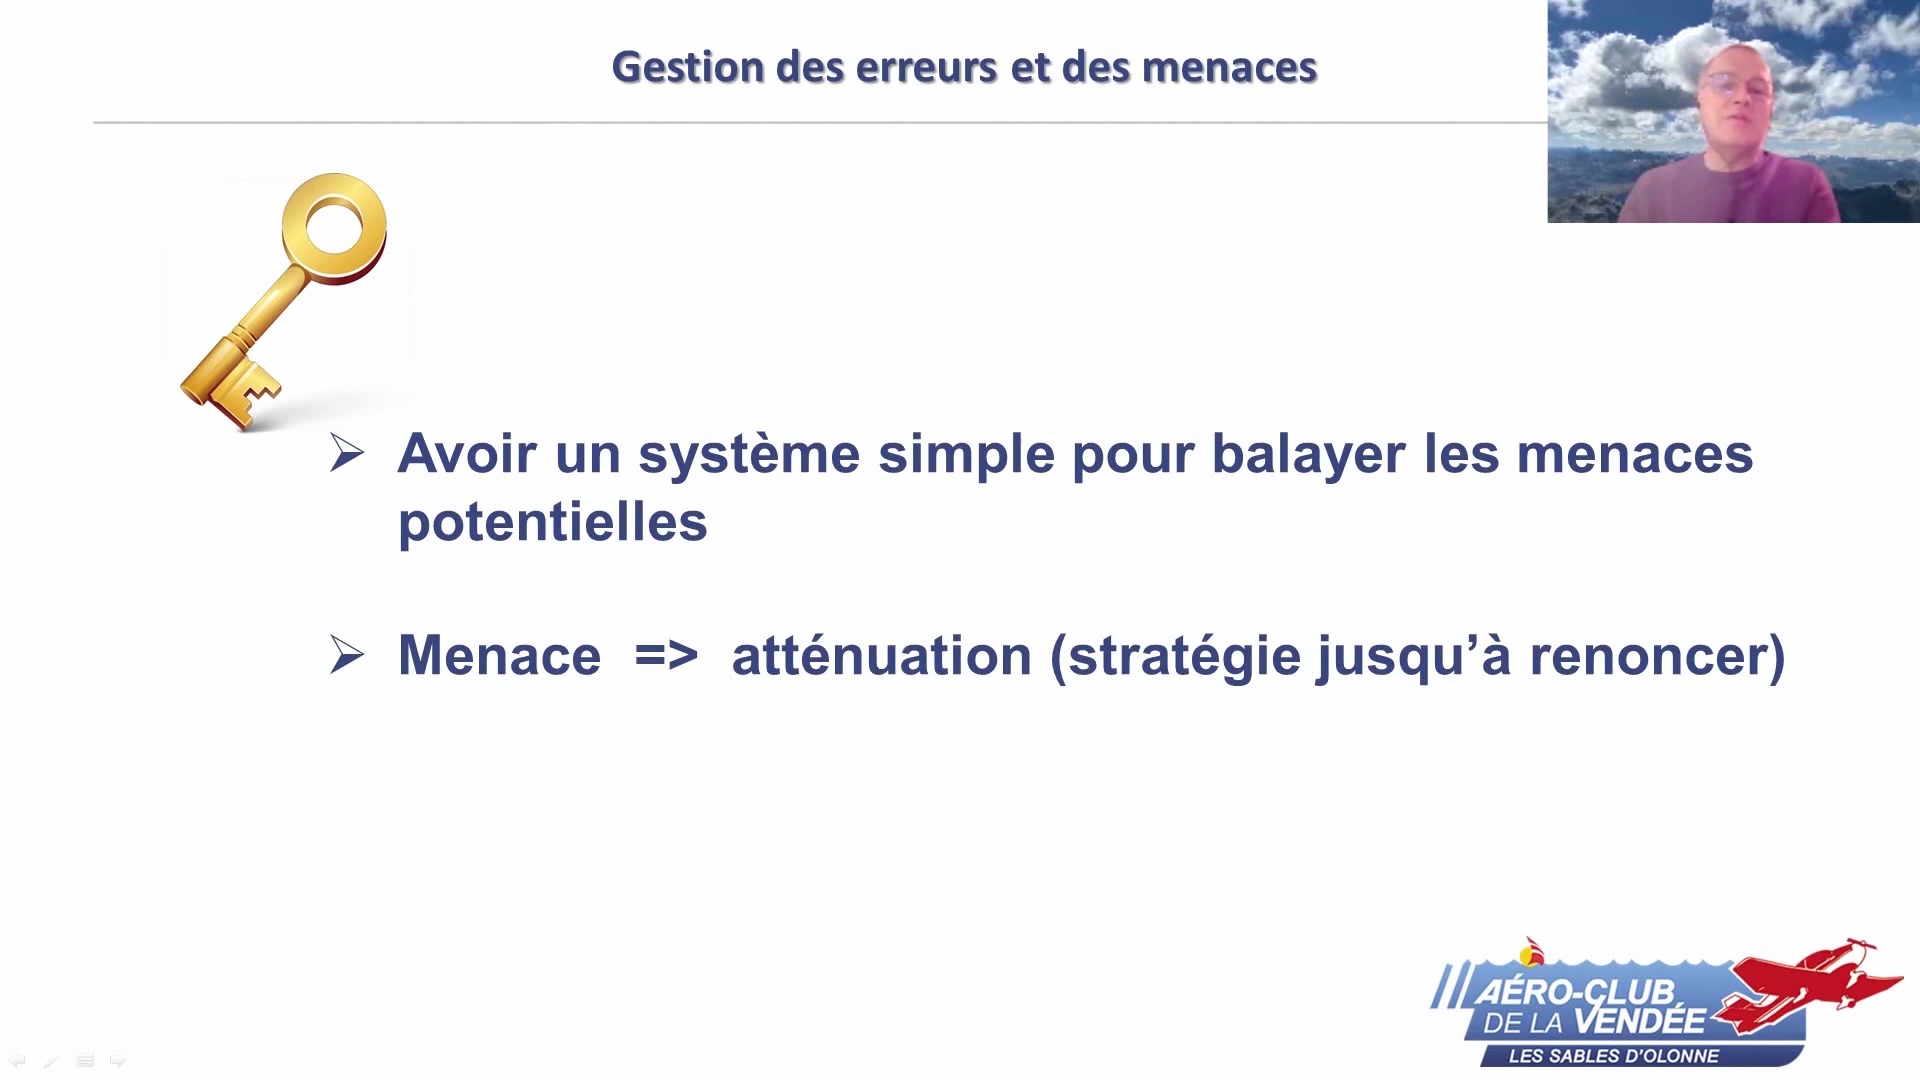 Gestion des erreurs et des menaces
➢ Avoir un système simple pour balayer les menaces
potentielles
➢ Menace => atténuation (stratégie jusqu’à renoncer)
AÉRO-CLUB
DE LA VENDÉE
LES SABLES D'OLONNE